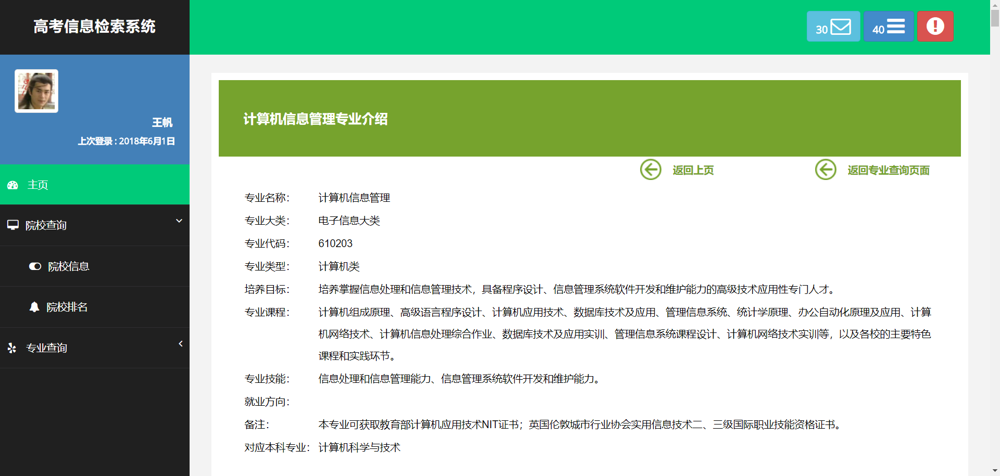 高考信息检索系统
30
40
王帆
上次登录 : 2018年6月1日
主页
院校查询
院校信息
院校排名
专业查询
计算机信息管理专业介绍
返回上页
返回专业查询页面
专业名称： 计算机信息管理
专业大类： 电子信息大类
专业代码： 610203
专业类型： 计算机类
培养目标： 培养掌握信息处理和信息管理技术，具备程序设计、信息管理系统软件开发和维护能力的高级技术应用性专门人才。
专业课程： 计算机组成原理、高级语言程序设计、计算机应用技术、数据库技术及应用、管理信息系统、统计学原理、办公自动化原理及应用、计算
机网络技术、计算机信息处理综合作业、数据库技术及应用实训、管理信息系统课程设计、计算机网络技术实训等，以及各校的主要特色
课程和实践环节。
专业技能： 信息处理和信息管理能力、信息管理系统软件开发和维护能力。
就业方向：
备注： 本专业可获取教育部计算机应用技术NIT证书；英国伦敦城市行业协会实用信息技术二、三级国际职业技能资格证书。
对应本科专业： 计算机科学与技术